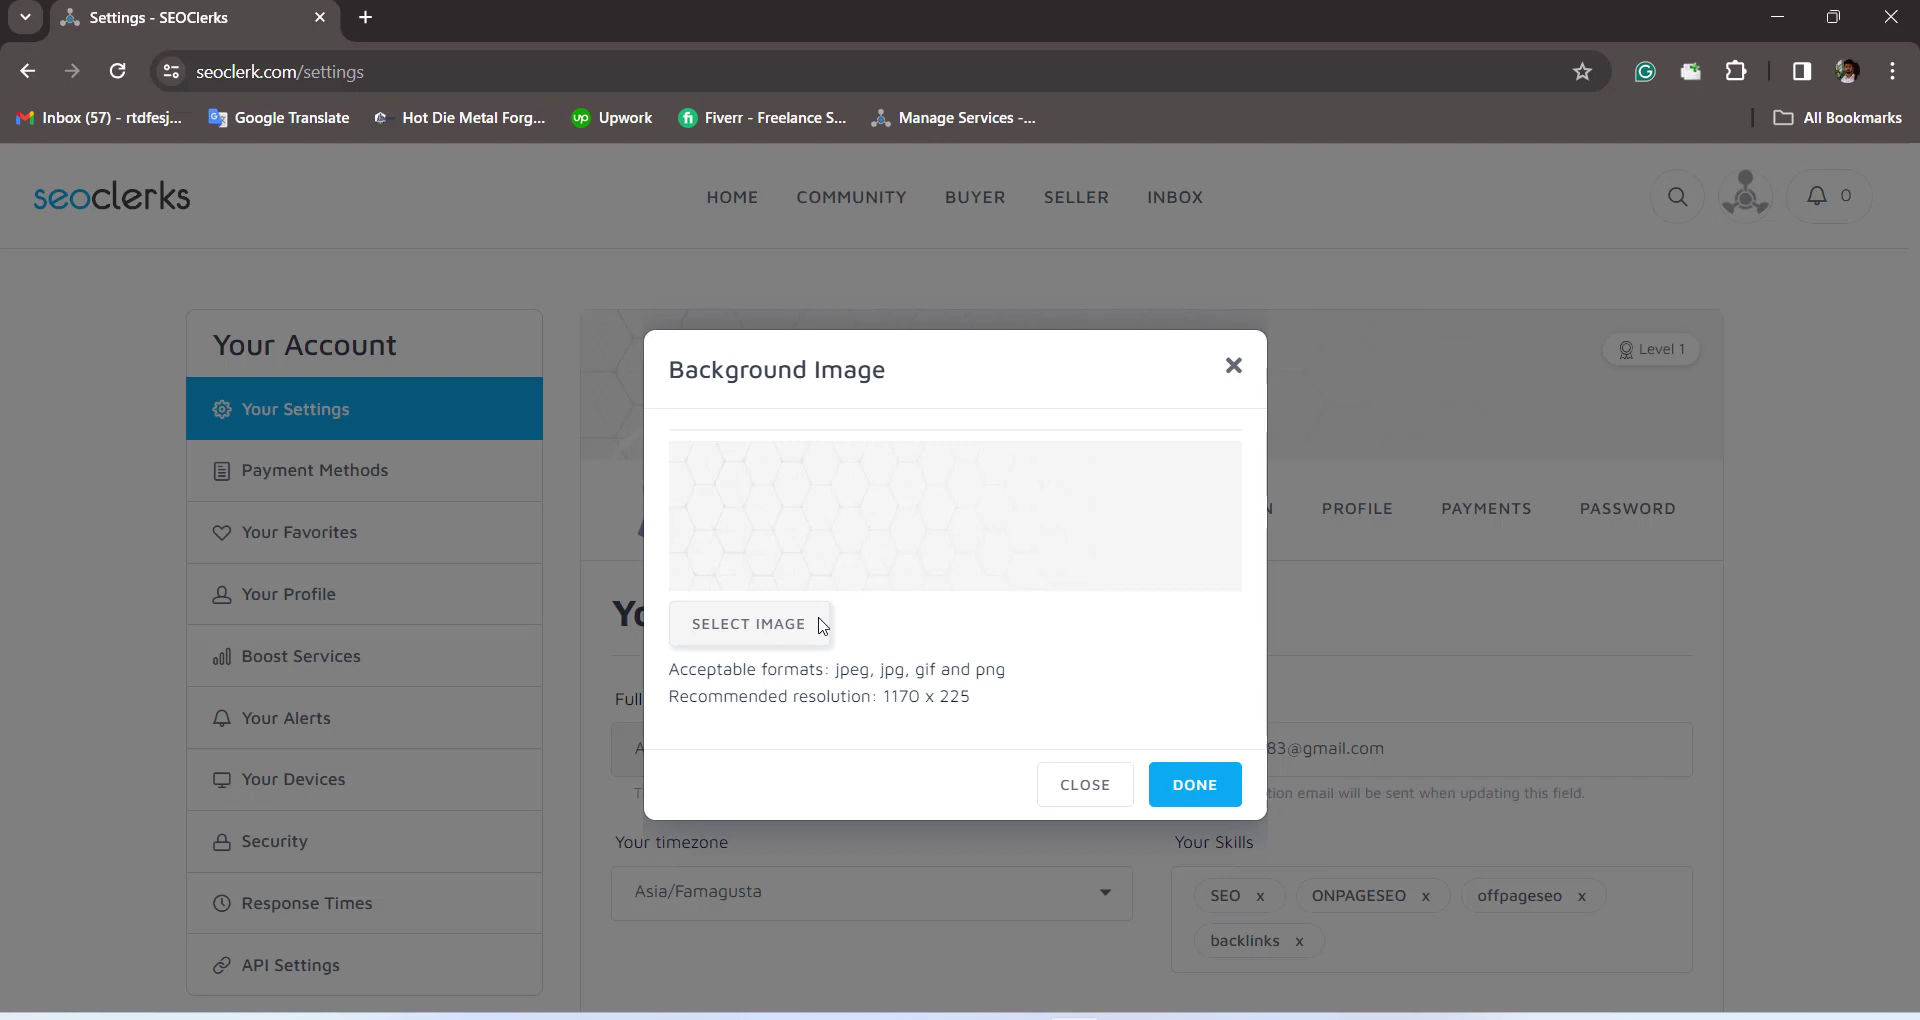 Settings - SEOClerks
seoclerk.com/settings
Inbox (57) - rtdfesj... Google Translate Hot Die Metal Forg... up Upwork fi Fiverr - Freelance S... Manage Services -... All Bookmarks
seoclerks HOME COMMUNITY BUYER SELLER INBOX 0
Your Account
Your Settings
Payment Methods
Your Favorites
Your Profile
Boost Services
Your Alerts
Your Devices
Security
Response Times
API Settings
Level 1
Background Image
PROFILE PAYMENTS PASSWORD
SELECT IMAGE
Acceptable formats: jpeg, jpg, gif and png
Recommended resolution: 1170 x 225
CLOSE DONE
Yo
Full
83@gmail.com
tion email will be sent when updating this field.
Your timezone
Asia/Famagusta
Your Skills
SEO x ONPAGESEO x offpageseo x
backlinks x